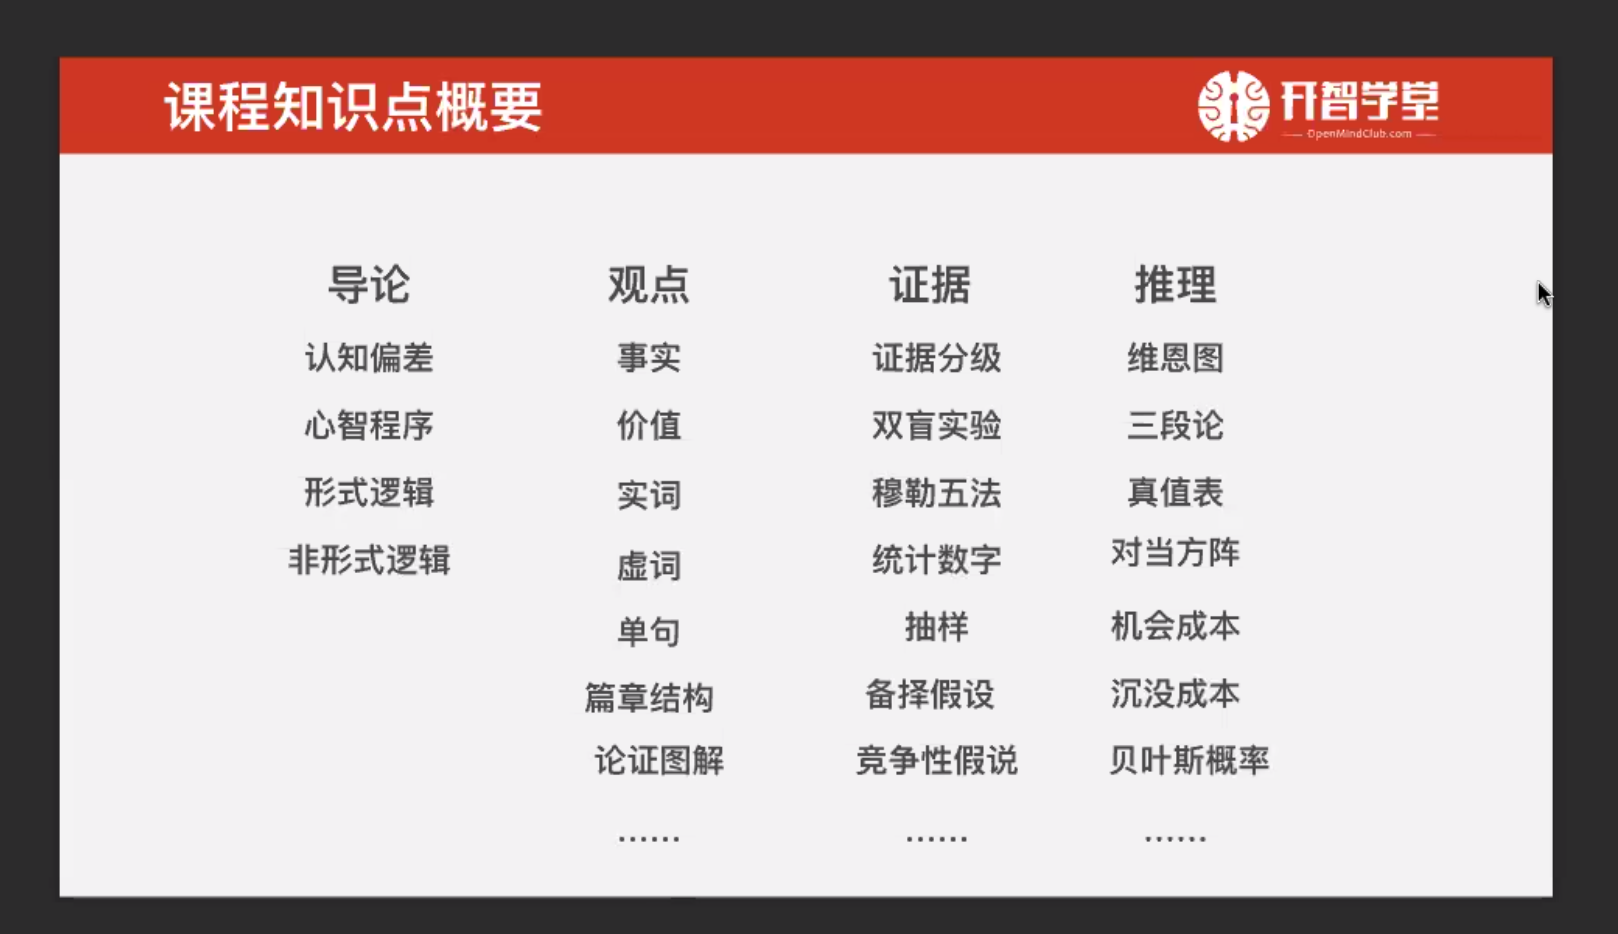 课程知识点概要
开智学堂
OpenMindClub.com
导论
认知偏差
心智程序
形式逻辑
非形式逻辑
观点
事实
价值
实词
虚词
单句
篇章结构
论证图解
……
证据
证据分级
双盲实验
穆勒五法
统计数字
抽样
备择假设
竞争性假说
……
推理
维恩图
三段论
真值表
对当方阵
机会成本
沉没成本
贝叶斯概率
……